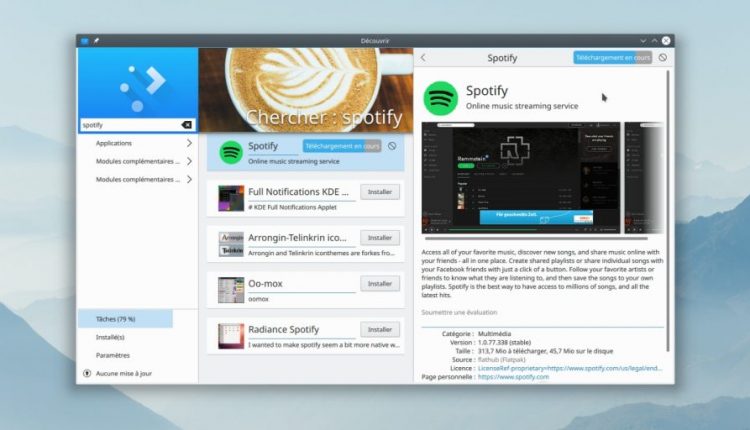 Découvrir
spotify
Applications
Modules complémentaires ...
Modules complémentaires ...
Tâches (79 %)
Installé(s)
Paramètres
Aucune mise à jour
Chercher : spotify
Spotify
Téléchargement en cours
Online music streaming service
Full Notifications KDE ...
Installer
# KDE Full Notifications Applet
Arrongin-Telinkrin ico...
Installer
Arrongin and Telinkrin iconthemes are forkes fro...
Arrongin
Telinkrin
Oo-mox
Installer
oomox
Radiance Spotify
Installer
I wanted to make spotify seem a bit more native w...
Spotify
Téléchargement en cours
Spotify
Online music streaming service
Rammstein
Für geschenkte Zeit.
Access all of your favorite music, discover new songs, and share music online with
your friends - all in one place. Create shared playlists or share individual songs with
your Facebook friends with just a click of a button. Follow your favorite artists or
friends to know what they are listening to, and then save the songs to your own
playlists. Spotify is the best way to have access to millions of songs, and all the
latest hits.
Soumettre une évaluation
Catégorie : Multimédia
Version : 1.0.77.338 (stable)
Taille : 313,7 Mio à télécharger, 45,7 Mio sur le disque
Source : flathub (Flatpak)
Licence : LicenseRef-proprietary=https://www.spotify.com/us/legal/end...
Page personnelle : https://www.spotify.com